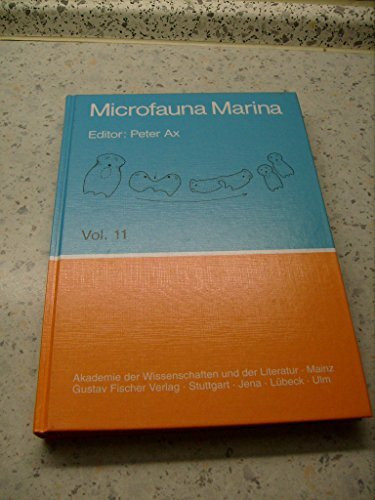 Microfauna Marina
Editor: Peter Ax
Vol. 11
Akademie der Wissenschaften und der Literatur · Mainz
Gustav Fischer Verlag · Stuttgart · Jena · Lübeck · Ulm